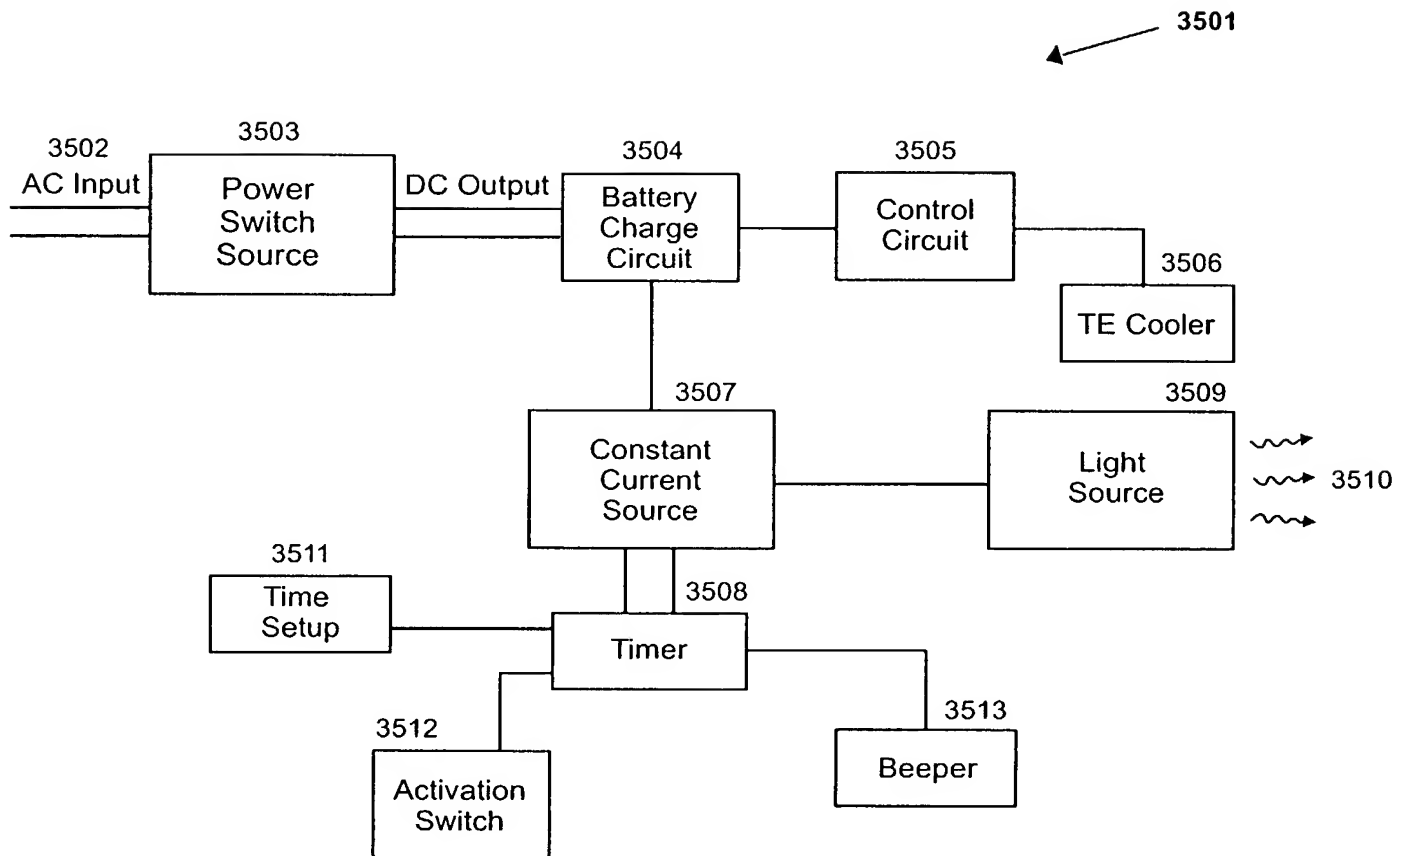 3501
3502
AC Input
3503
Power
Switch
Source
DC Output
3504
Battery
Charge
Circuit
3505
Control
Circuit
3506
TE Cooler
3507
Constant
Current
Source
3509
Light
Source
3510
3511
Time
Setup
3508
Timer
3512
Activation
Switch
3513
Beeper